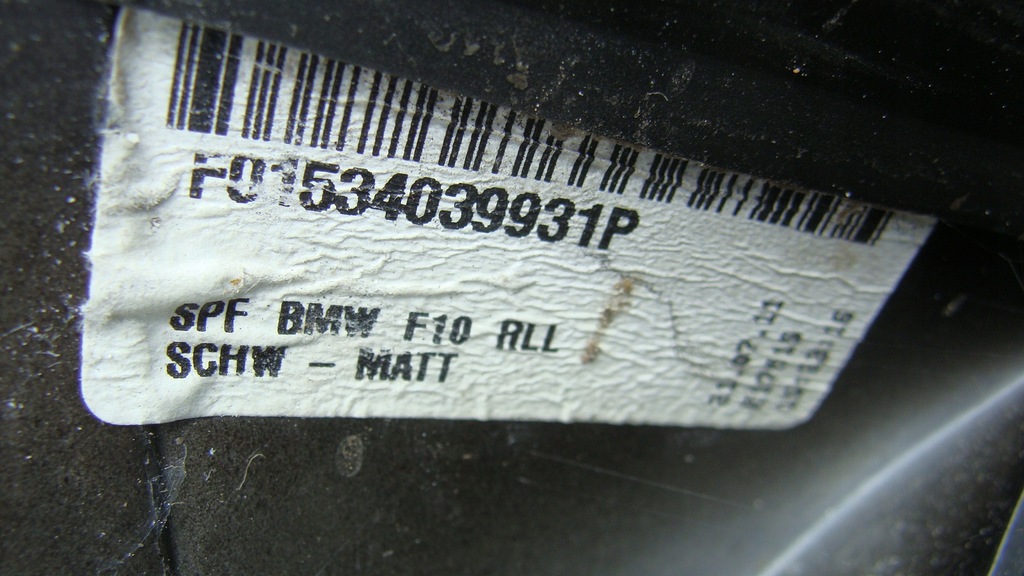 F01534039931P
SPF BMW F10 RLL
SCHW - MATT